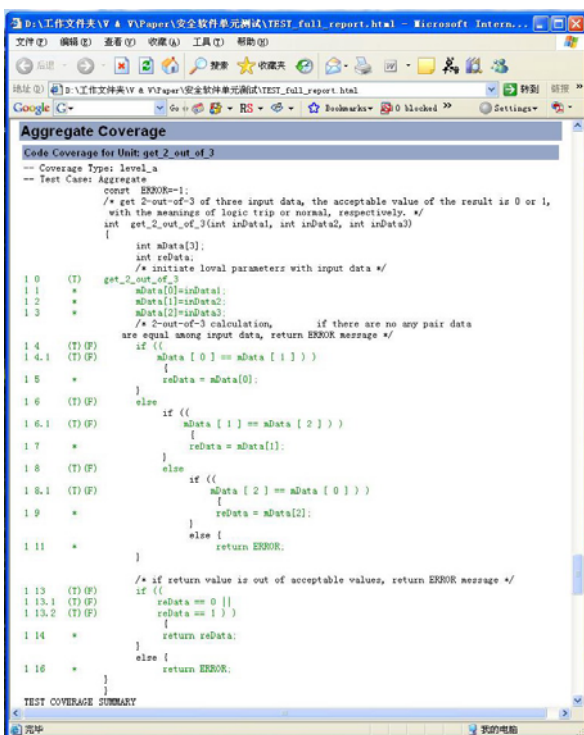 D:\工作文件夹\V & V\Paper\安全软件单元测试\TEST_full_report.html - Microsoft Intern...
文件(F) 编辑(E) 查看(V) 收藏(A) 工具(T) 帮助(H)
后退 搜索 收藏夹
地址(D) D:\工作文件夹\V & V\Paper\安全软件单元测试\TEST_full_report.html 转到 链接 »
Google G- Go RS Bookmarks 0 blocked » Settings
Aggregate Coverage
Code Coverage for Unit: get_2_out_of_3
-- Coverage Type: level_a
-- Test Case: Aggregate
const ERROR=-1;
/* get 2-out-of-3 of three input data, the acceptable value of the result is 0 or 1,
with the meanings of logic trip or normal, respectively. */
int get_2_out_of_3(int inData1, int inData2, int inData3)
{
int mData[3];
int reData;
/* initiate loval parameters with input data */
1 0 (T) get_2_out_of_3
1 1 * mData[0]=inData1;
1 2 * mData[1]=inData2;
1 3 * mData[2]=inData3;
/* 2-out-of-3 calculation, if there are no any pair data
are equal among input data, return ERROR message */
1 4 (T)(F) if ((
1 4.1 (T)(F) mData [ 0 ] == mData [ 1 ] ) )
{
1 5 * reData = mData[0];
}
1 6 (T)(F) else
if ((
1 6.1 (T)(F) mData [ 1 ] == mData [ 2 ] ) )
{
1 7 * reData = mData[1];
}
1 8 (T)(F) else
if ((
1 8.1 (T)(F) mData [ 2 ] == mData [ 0 ] ) )
{
1 9 * reData = mData[2];
}
else {
1 11 * return ERROR;
}
/* if return value is out of acceptable values, return ERROR message */
1 13 (T)(F) if ((
1 13.1 (T)(F) reData == 0 ||
1 13.2 (T)(F) reData == 1 ) )
{
1 14 * return reData;
}
else {
1 16 * return ERROR;
}
}
TEST COVERAGE SUMMARY
完毕 我的电脑